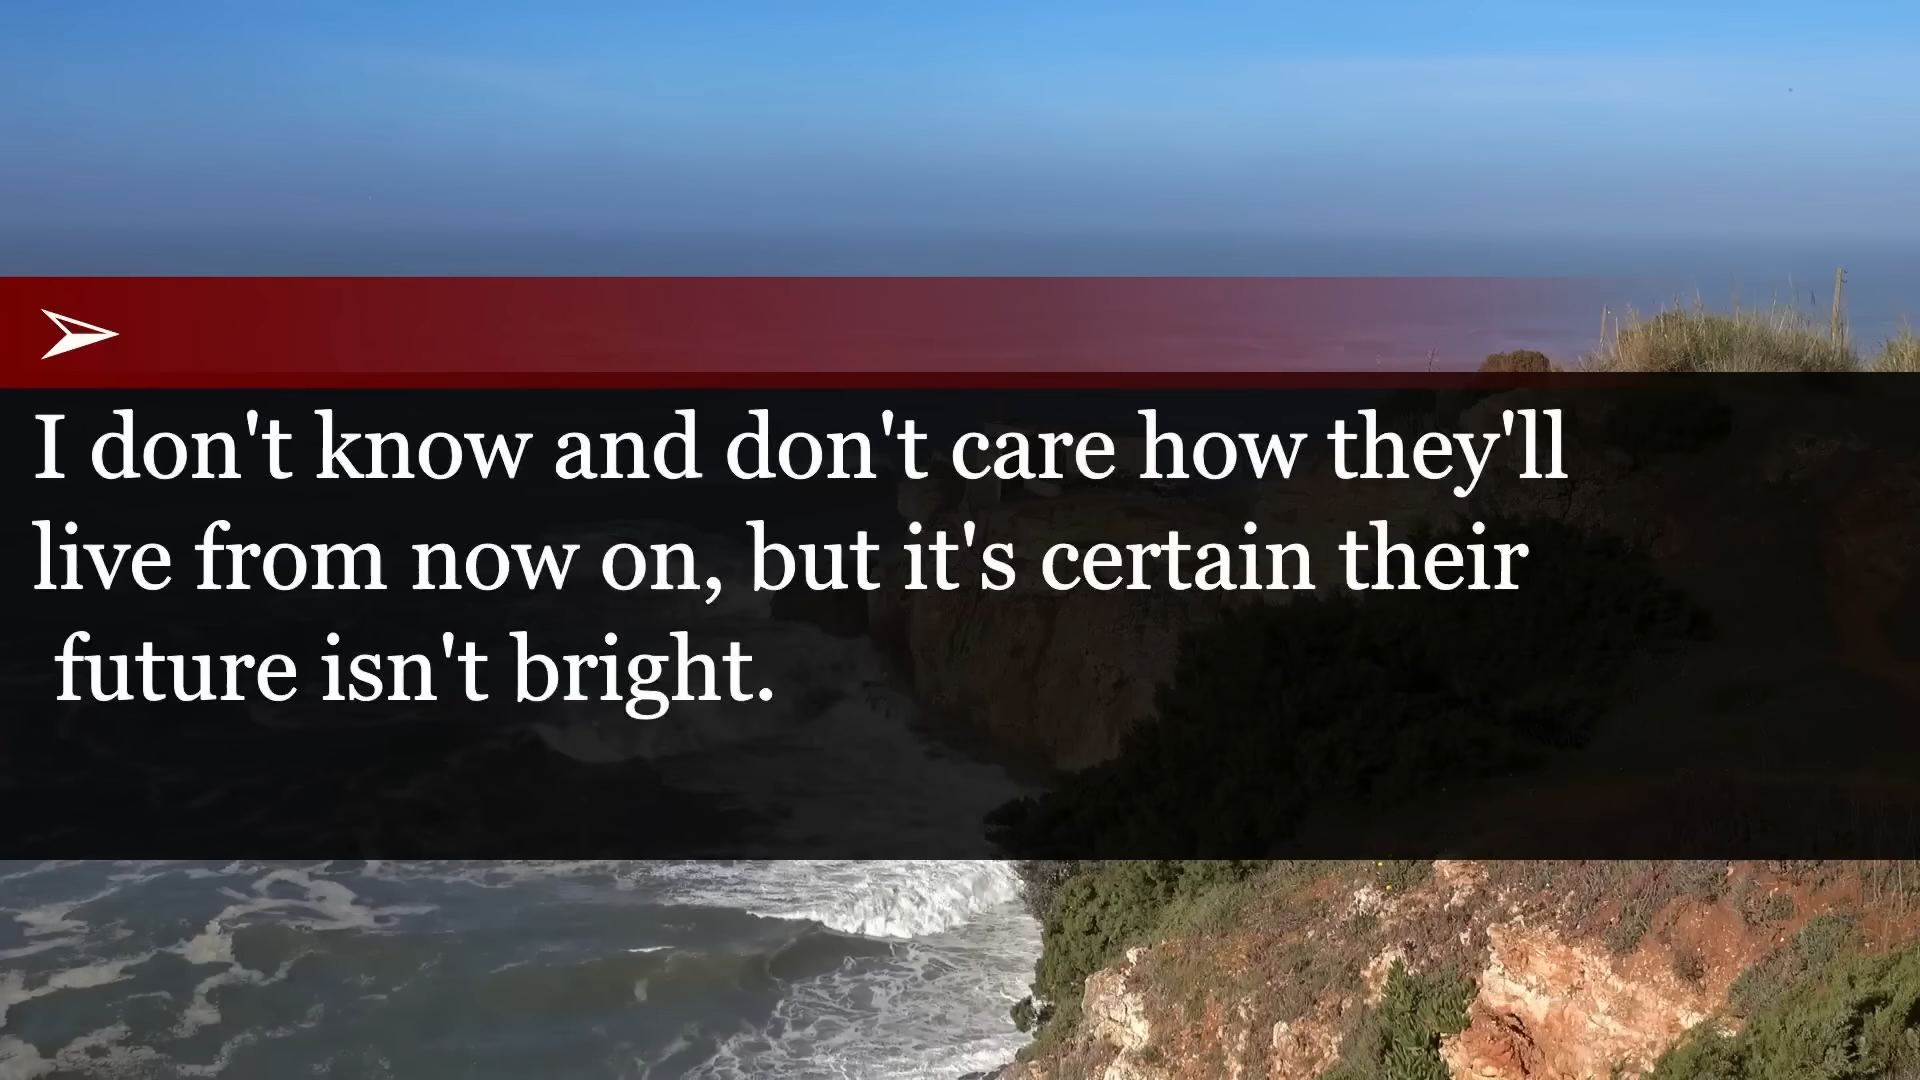 I don't know and don't care how they'll
live from now on, but it's certain their
future isn't bright.